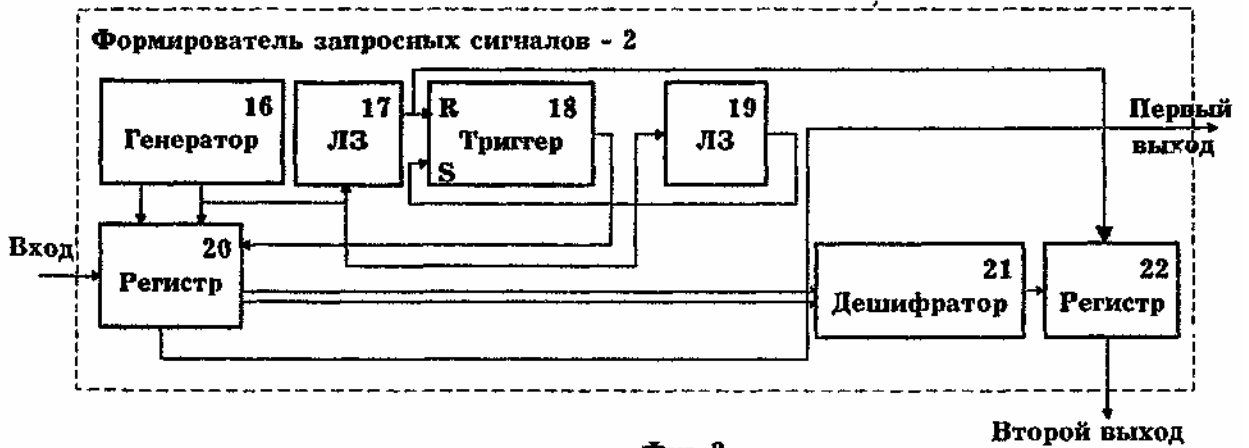 Формирователь запросных сигналов - 2
16
Генератор
17
ЛЗ
R
18
Триггер
S
19
ЛЗ
Первый
выход
Вход
20
Регистр
21
Дешифратор
22
Регистр
Второй выход